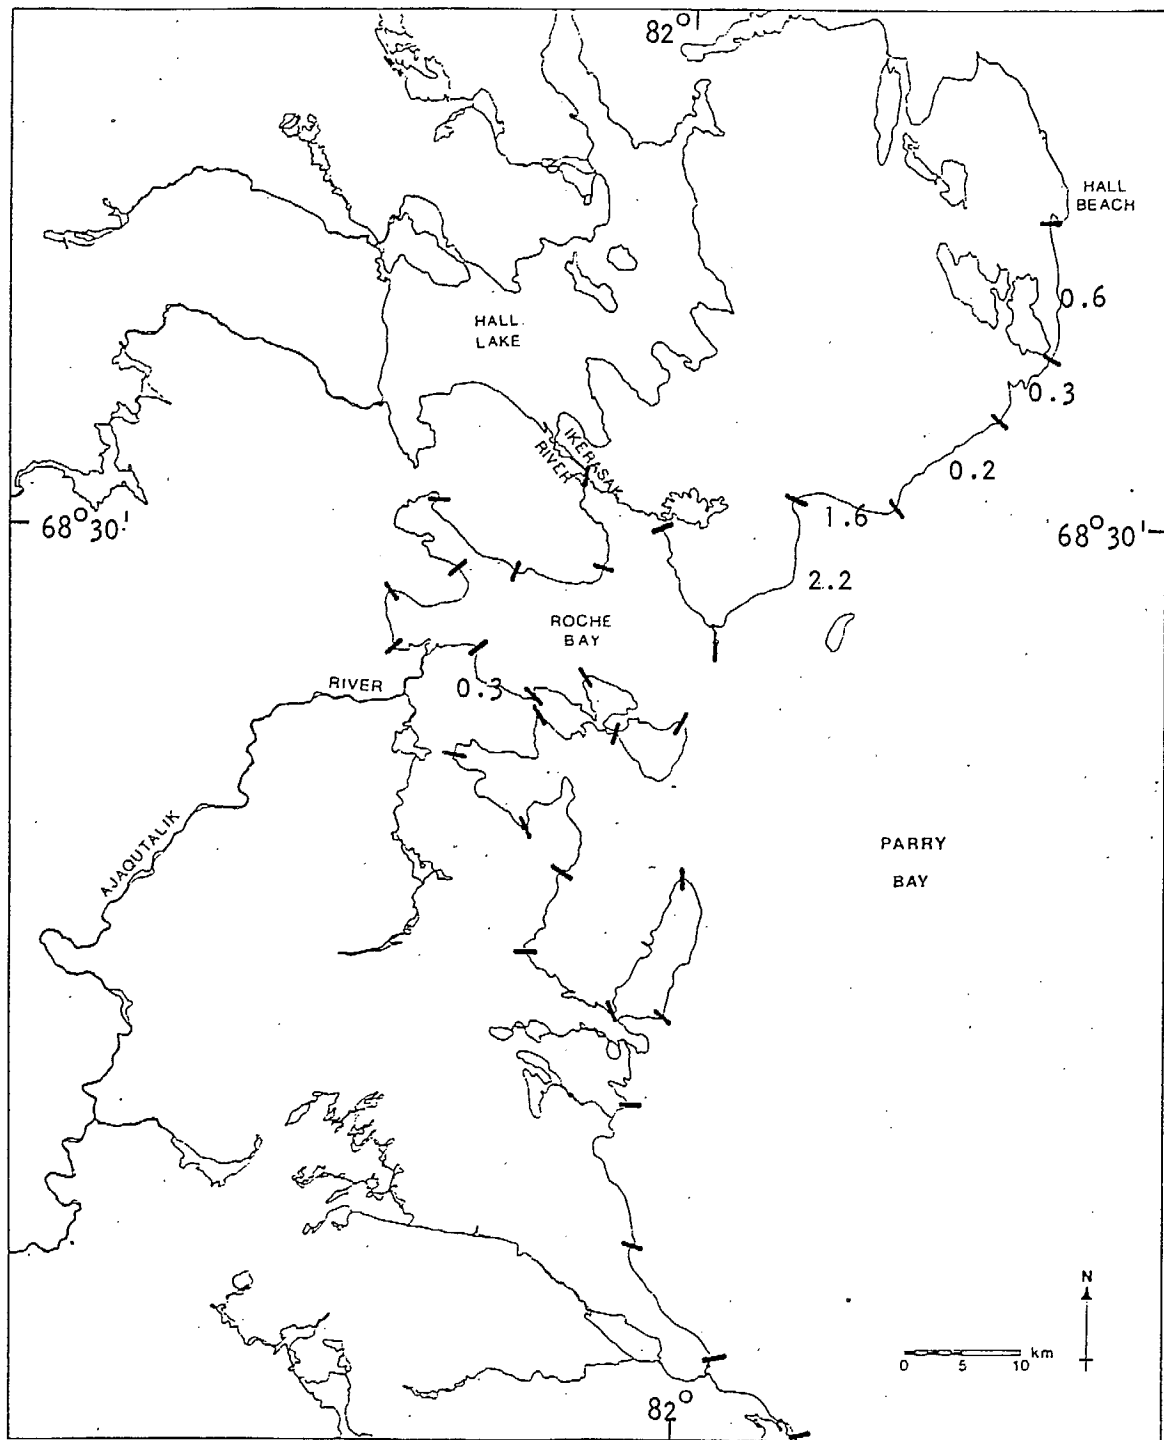 82°
HALL
BEACH
0.6
HALL
LAKE
0.3
IKERASAK
RIVER
0.2
68°30'
1.6
68°30'
2.2
ROCHE
BAY
RIVER
0.3
AJAQUTALIK
PARRY
BAY
N
km
0 5 10
82°